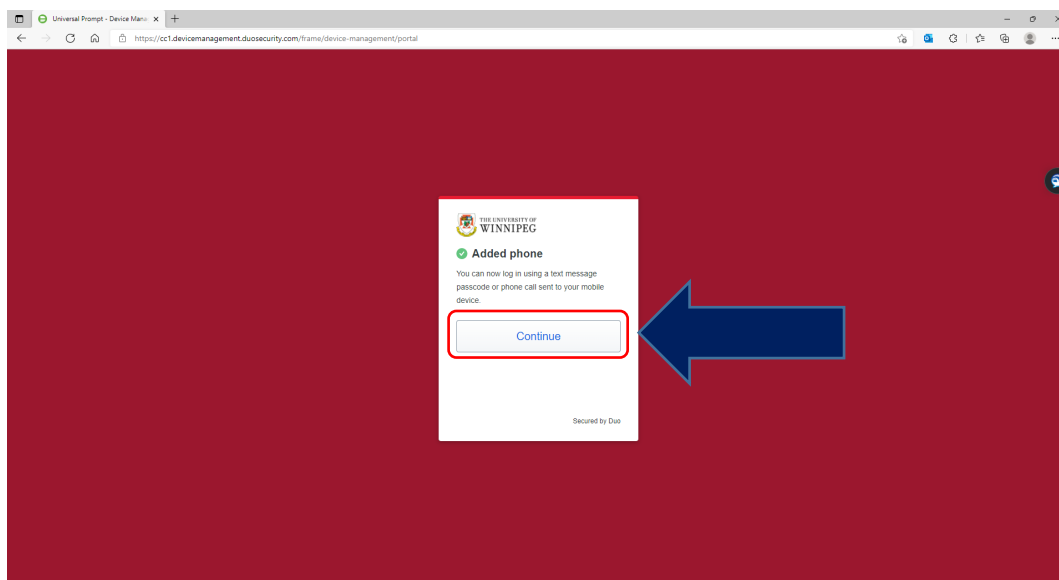 Universal Prompt - Device Mana
https://cc1.devicemanagement.duosecurity.com/frame/device-management/portal
THE UNIVERSITY OF
WINNIPEG
Added phone
You can now log in using a text message
passcode or phone call sent to your mobile
device.
Continue
Secured by Duo